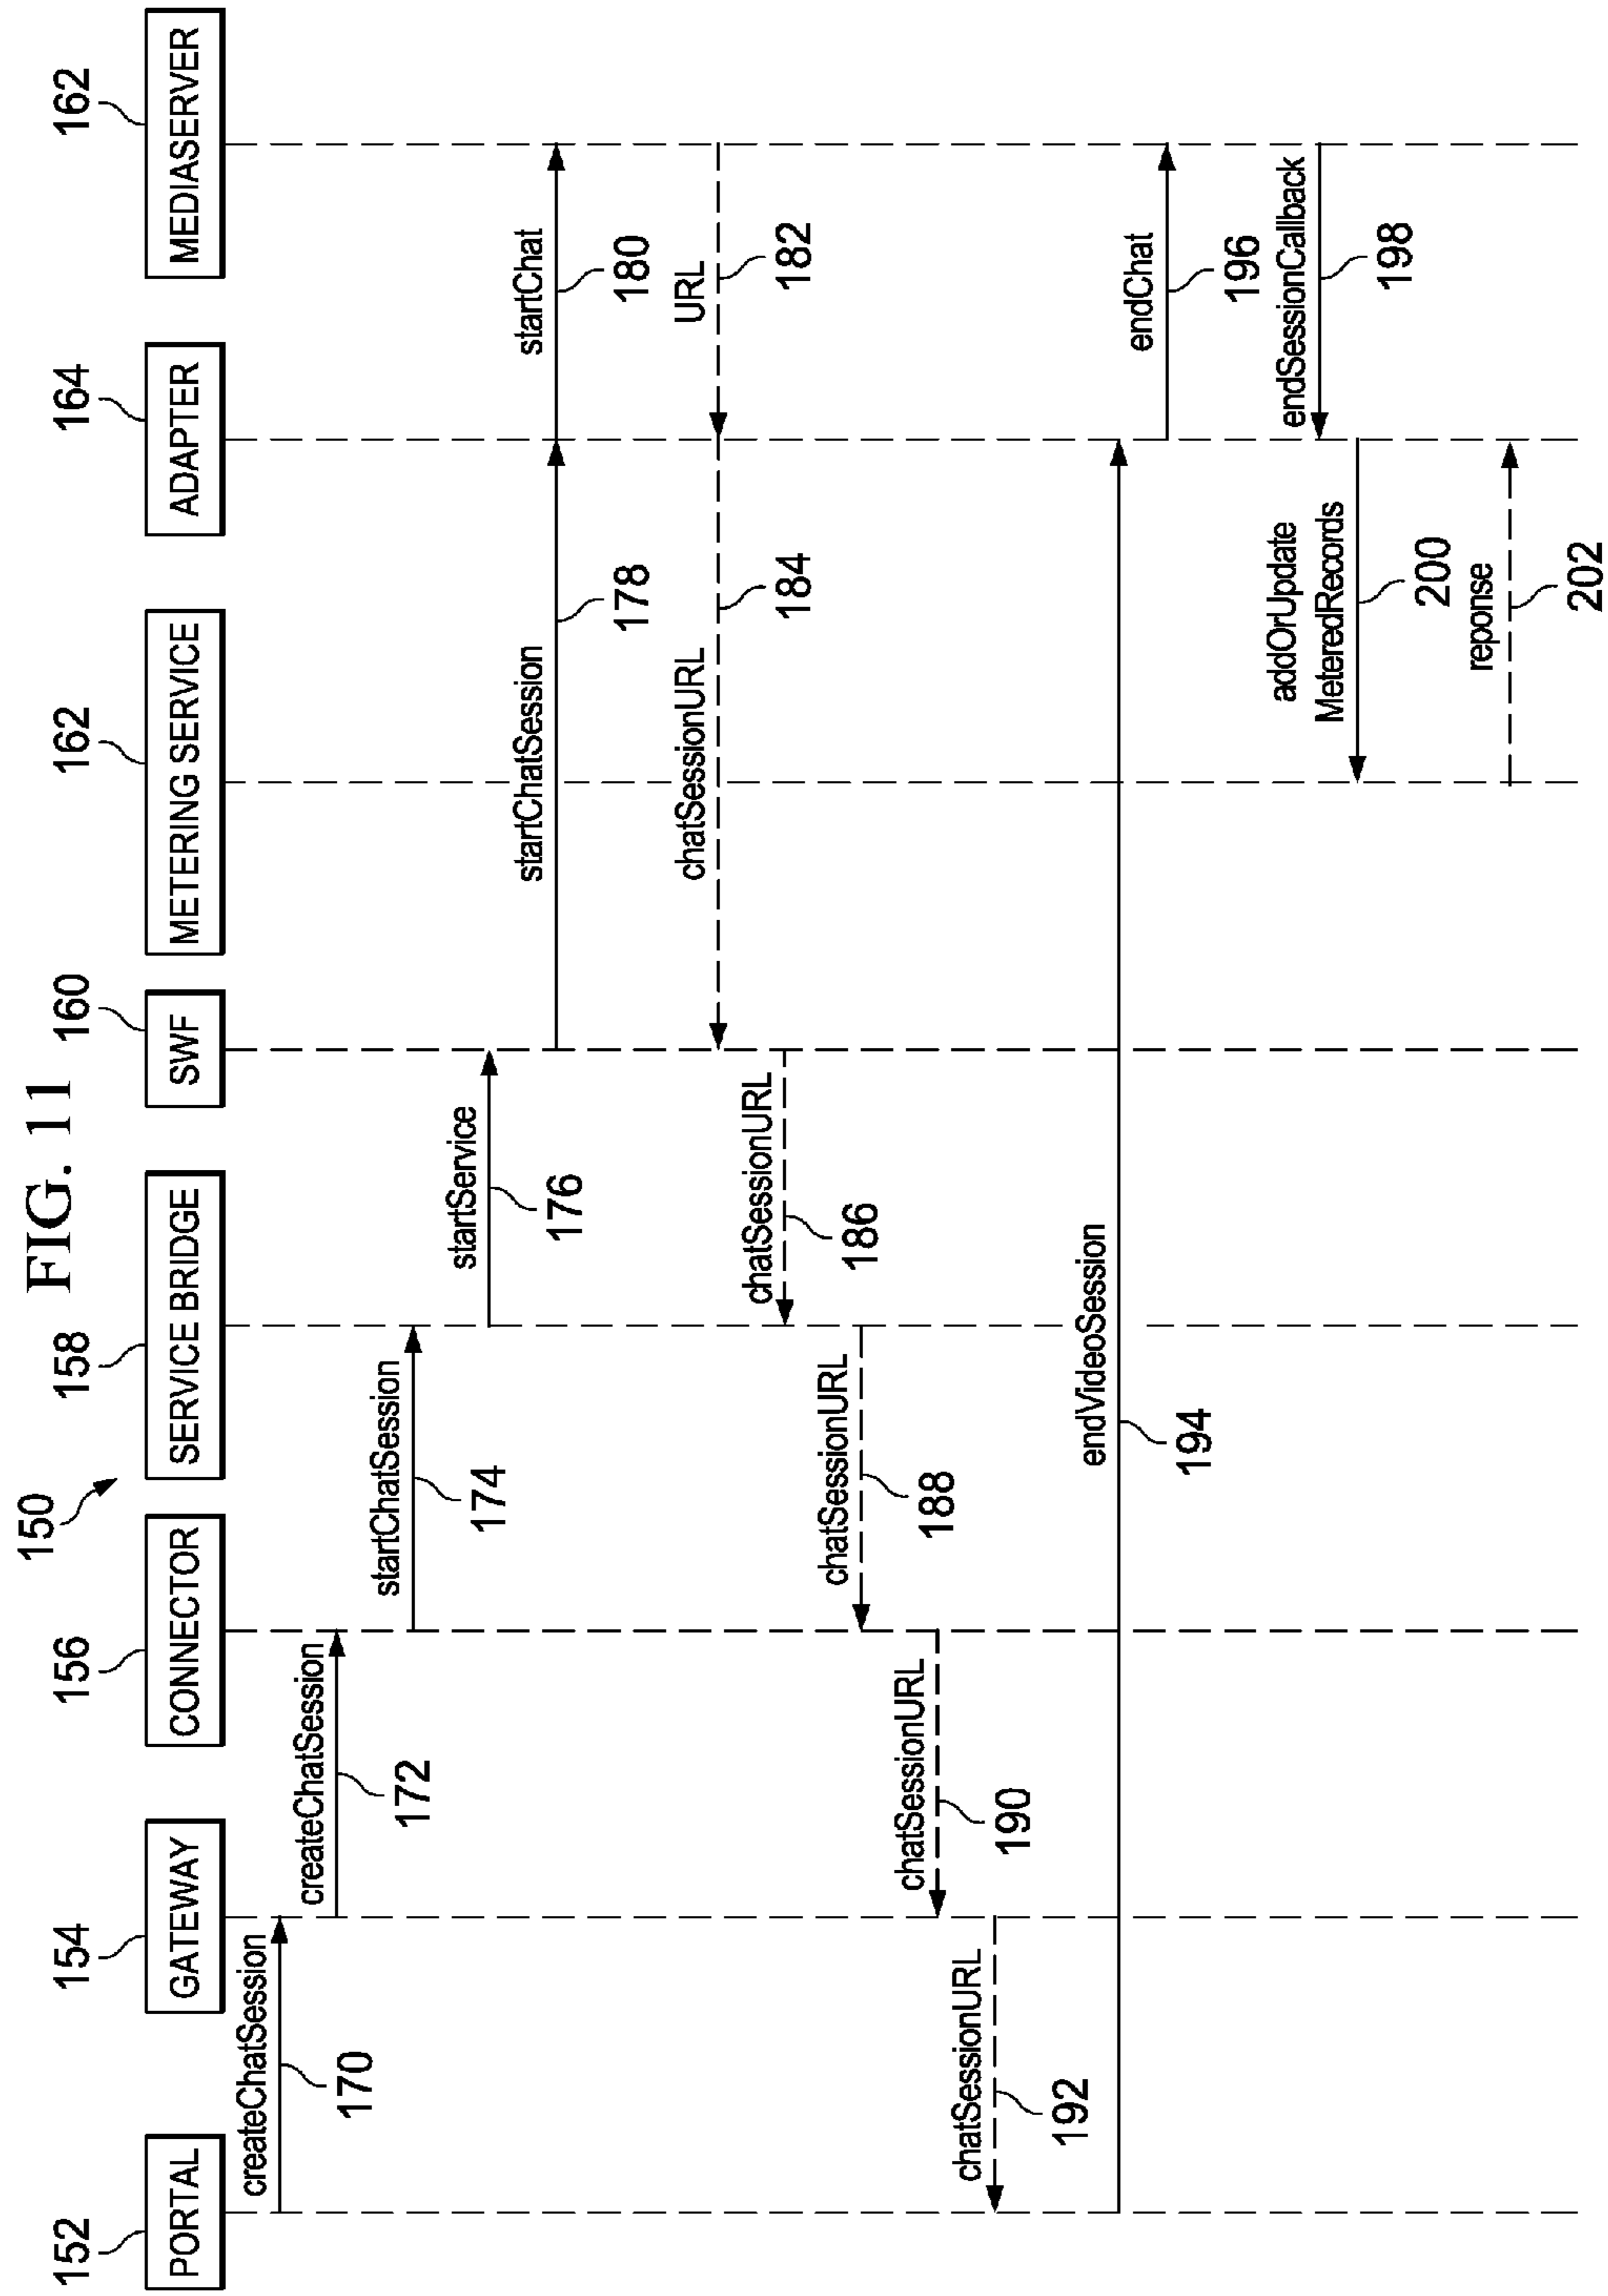 FIG. 11
150
152
154
156
158
160
162
164
162
PORTAL
GATEWAY
CONNECTOR
SERVICE BRIDGE
SWF
METERING SERVICE
ADAPTER
MEDIASERVER
createChatSession
170
createChatSession
172
startChatSession
174
startService
176
startChatSession
178
startChat
180
URL
182
chatSessionURL
184
chatSessionURL
186
chatSessionURL
188
chatSessionURL
190
chatSessionURL
192
endVideoSession
194
endChat
196
endSessionCallback
198
addOrUpdate
MeteredRecords
200
reponse
202